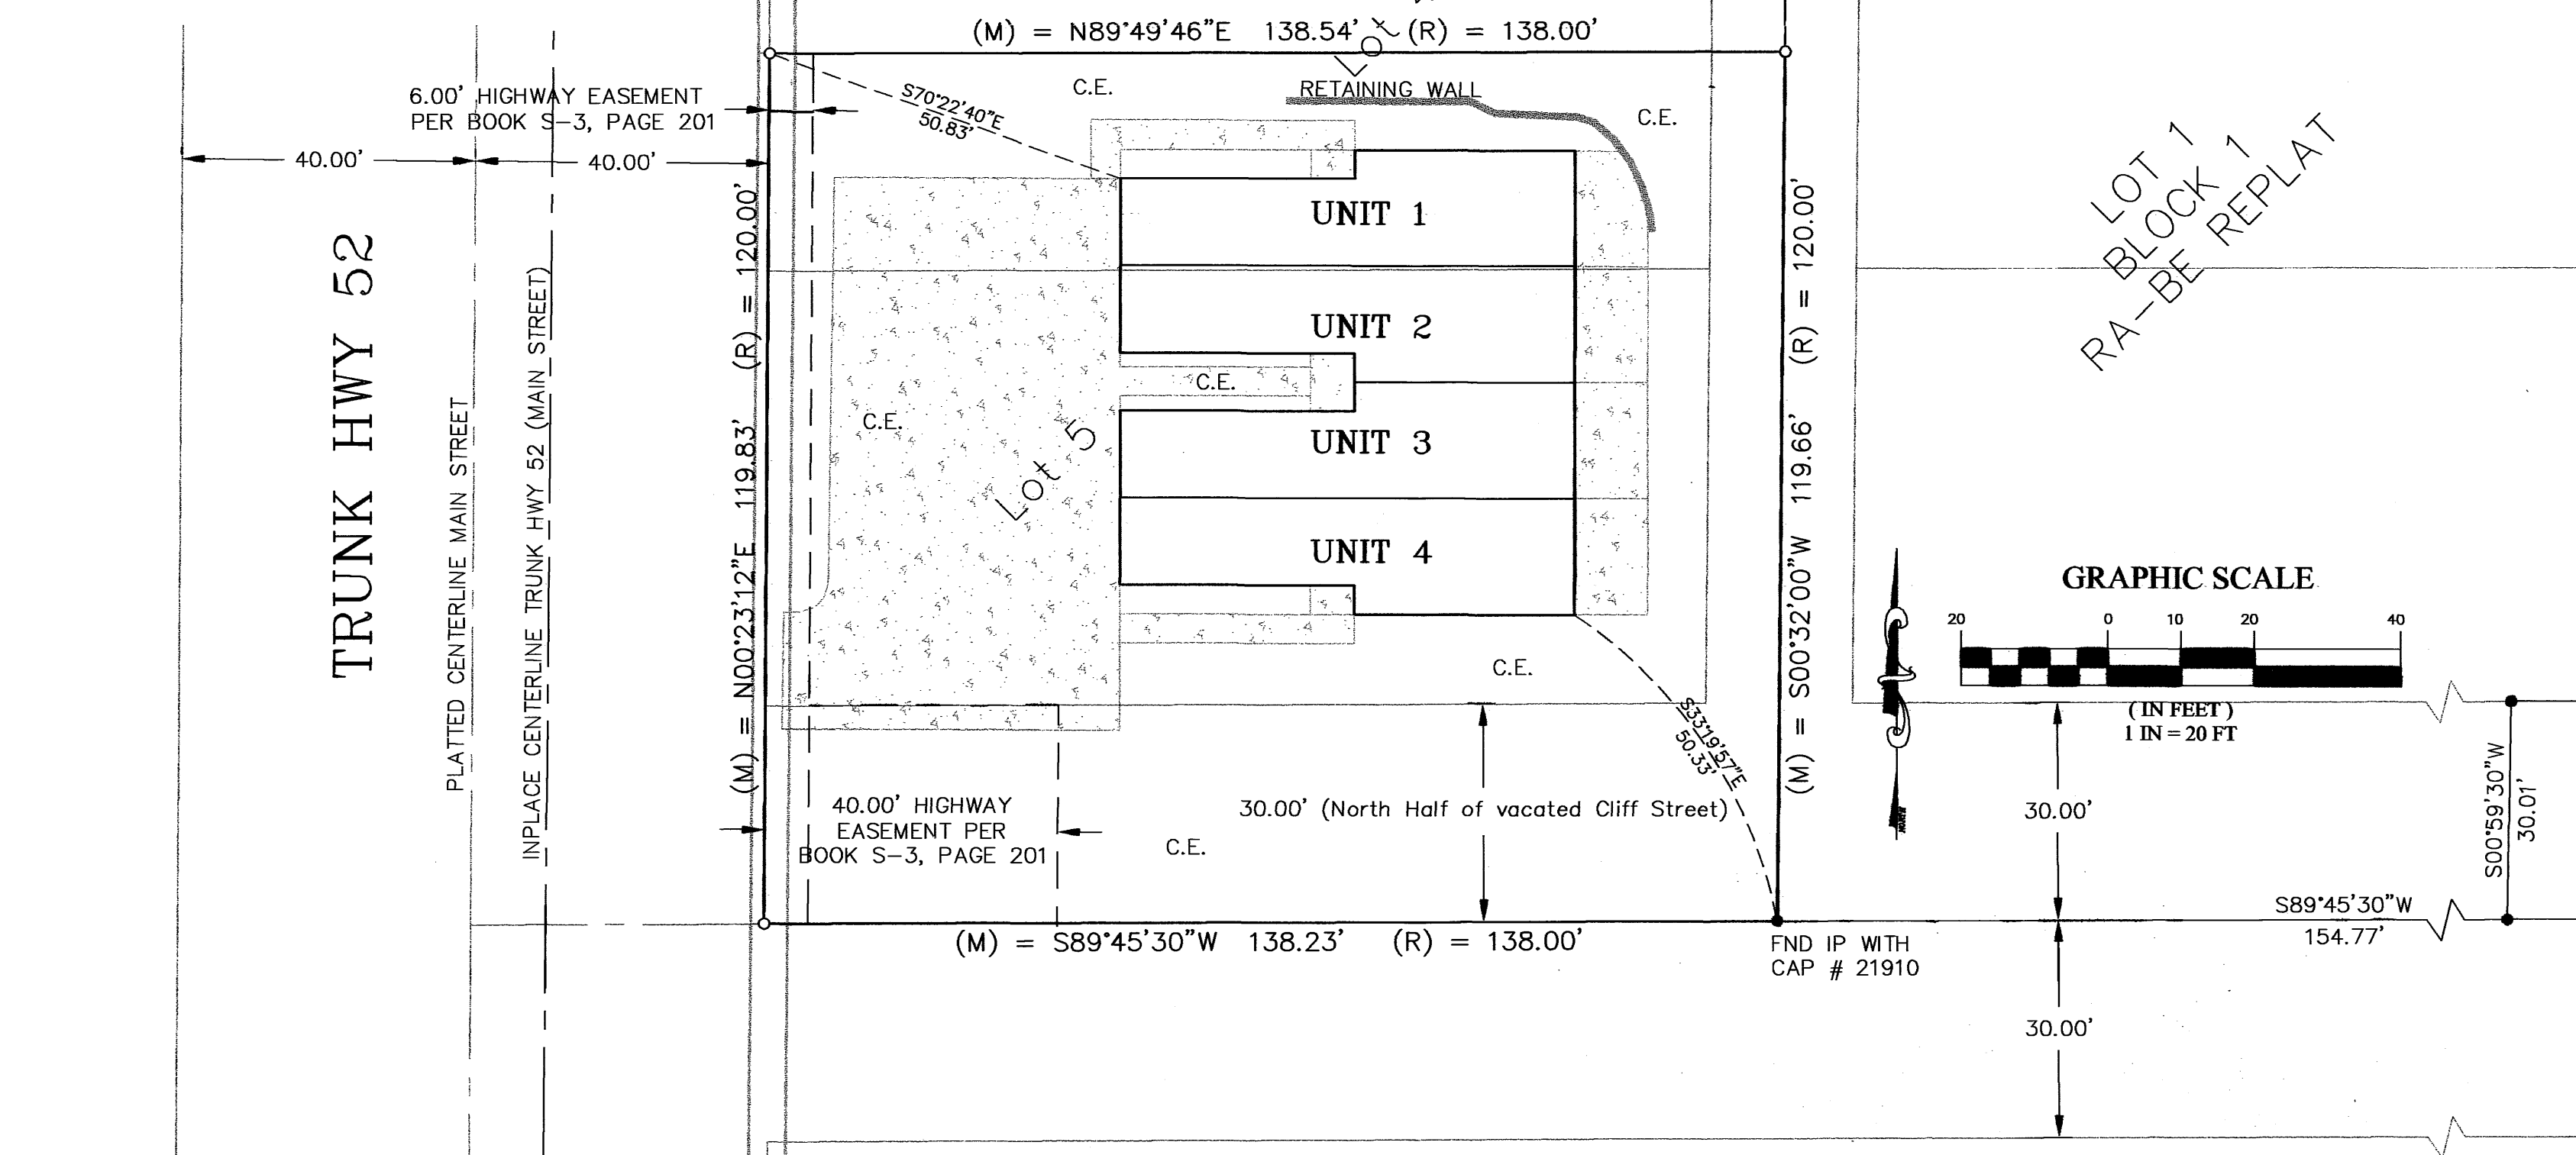 (M) = N89°49'46"E 138.54' (R) = 138.00'
Lot
6.00' HIGHWAY EASEMENT
PER BOOK S-3, PAGE 201
40.00'
40.00'
S70°22'40"E
50.83'
C.E.
RETAINING WALL
C.E.
LOT 1
BLOCK 1
RA-BE REPLAT
TRUNK HWY 52
PLATTED CENTERLINE MAIN STREET
INPLACE CENTERLINE TRUNK HWY 52 (MAIN STREET)
(M) = N00°23'12"E 119.83' (R) = 120.00'
UNIT 1
UNIT 2
C.E.
C.E.
Lot 5
UNIT 3
UNIT 4
C.E.
(M) = S00°32'00"W 119.66' (R) = 120.00'
GRAPHIC SCALE
20 0 10 20 40
( IN FEET )
1 IN = 20 FT
S33°19'57"E
50.33'
40.00' HIGHWAY
EASEMENT PER
BOOK S-3, PAGE 201
30.00' (North Half of vacated Cliff Street)
C.E.
30.00'
S00°59'30"W
30.01'
S89°45'30"W
154.77'
(M) = S89°45'30"W 138.23' (R) = 138.00'
FND IP WITH
CAP # 21910
30.00'